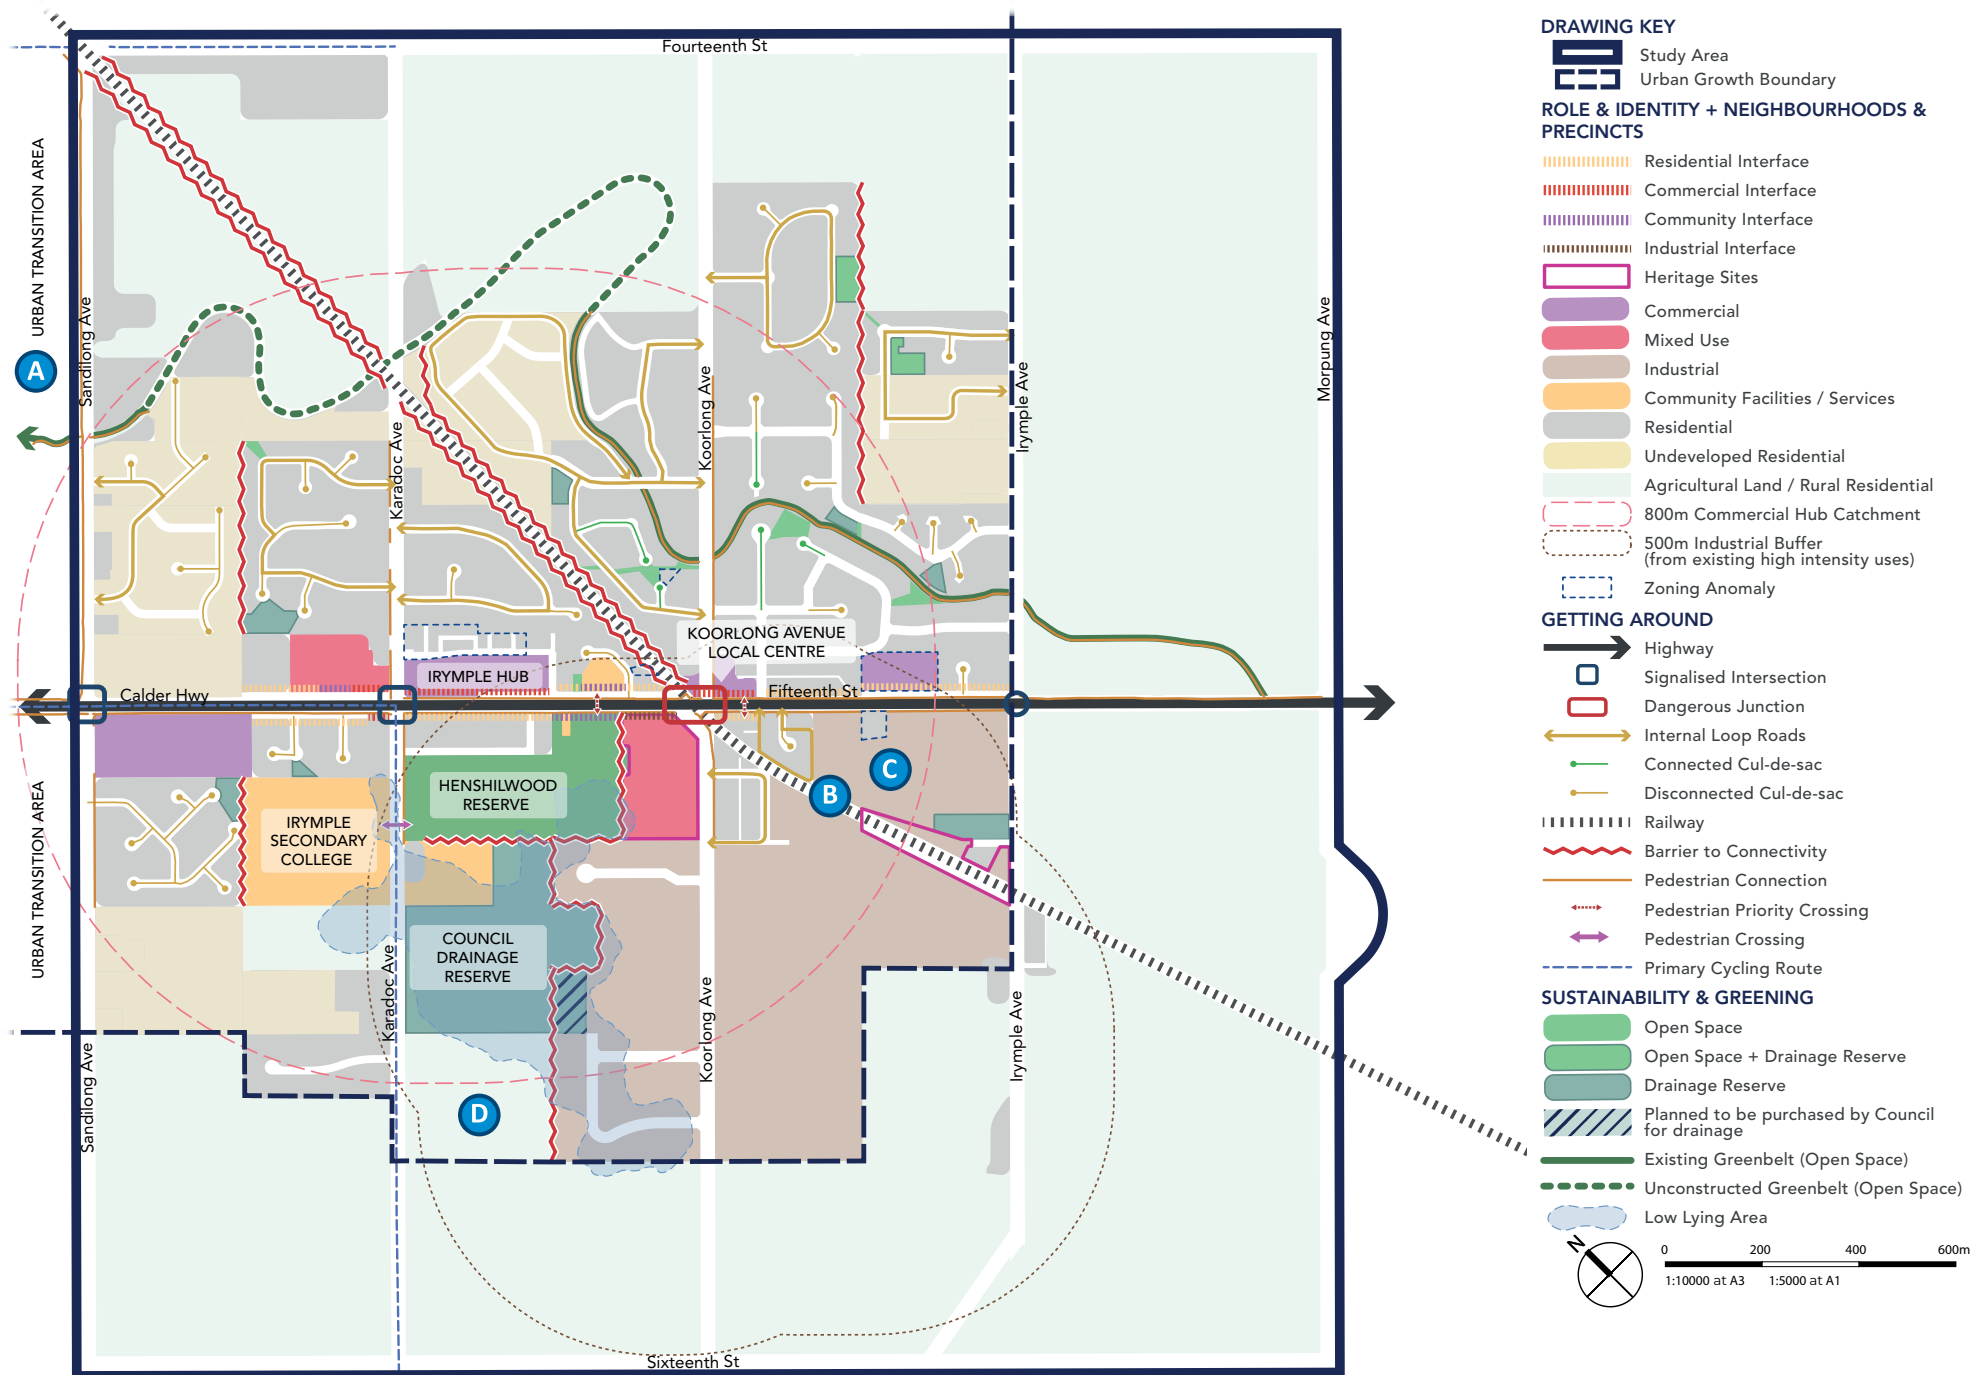 Fourteenth St
URBAN TRANSITION AREA
Sandilong Ave
A
Karadoc Ave
Koorlong Ave
Irymple Ave
Morpung Ave
KOORLONG AVENUE
LOCAL CENTRE
IRYMPLE HUB
Calder Hwy
Fifteenth St
HENSHILWOOD
RESERVE
B
C
IRYMPLE
SECONDARY
COLLEGE
URBAN TRANSITION AREA
COUNCIL
DRAINAGE
RESERVE
Karadoc Ave
Koorlong Ave
Irymple Ave
Sandilong Ave
D
Sixteenth St
DRAWING KEY
Study Area
Urban Growth Boundary
ROLE & IDENTITY + NEIGHBOURHOODS &
PRECINCTS
Residential Interface
Commercial Interface
Community Interface
Industrial Interface
Heritage Sites
Commercial
Mixed Use
Industrial
Community Facilities / Services
Residential
Undeveloped Residential
Agricultural Land / Rural Residential
800m Commercial Hub Catchment
500m Industrial Buffer
(from existing high intensity uses)
Zoning Anomaly
GETTING AROUND
Highway
Signalised Intersection
Dangerous Junction
Internal Loop Roads
Connected Cul-de-sac
Disconnected Cul-de-sac
Railway
Barrier to Connectivity
Pedestrian Connection
Pedestrian Priority Crossing
Pedestrian Crossing
Primary Cycling Route
SUSTAINABILITY & GREENING
Open Space
Open Space + Drainage Reserve
Drainage Reserve
Planned to be purchased by Council
for drainage
Existing Greenbelt (Open Space)
Unconstructed Greenbelt (Open Space)
Low Lying Area
N
0 200 400 600m
1:10000 at A3 1:5000 at A1